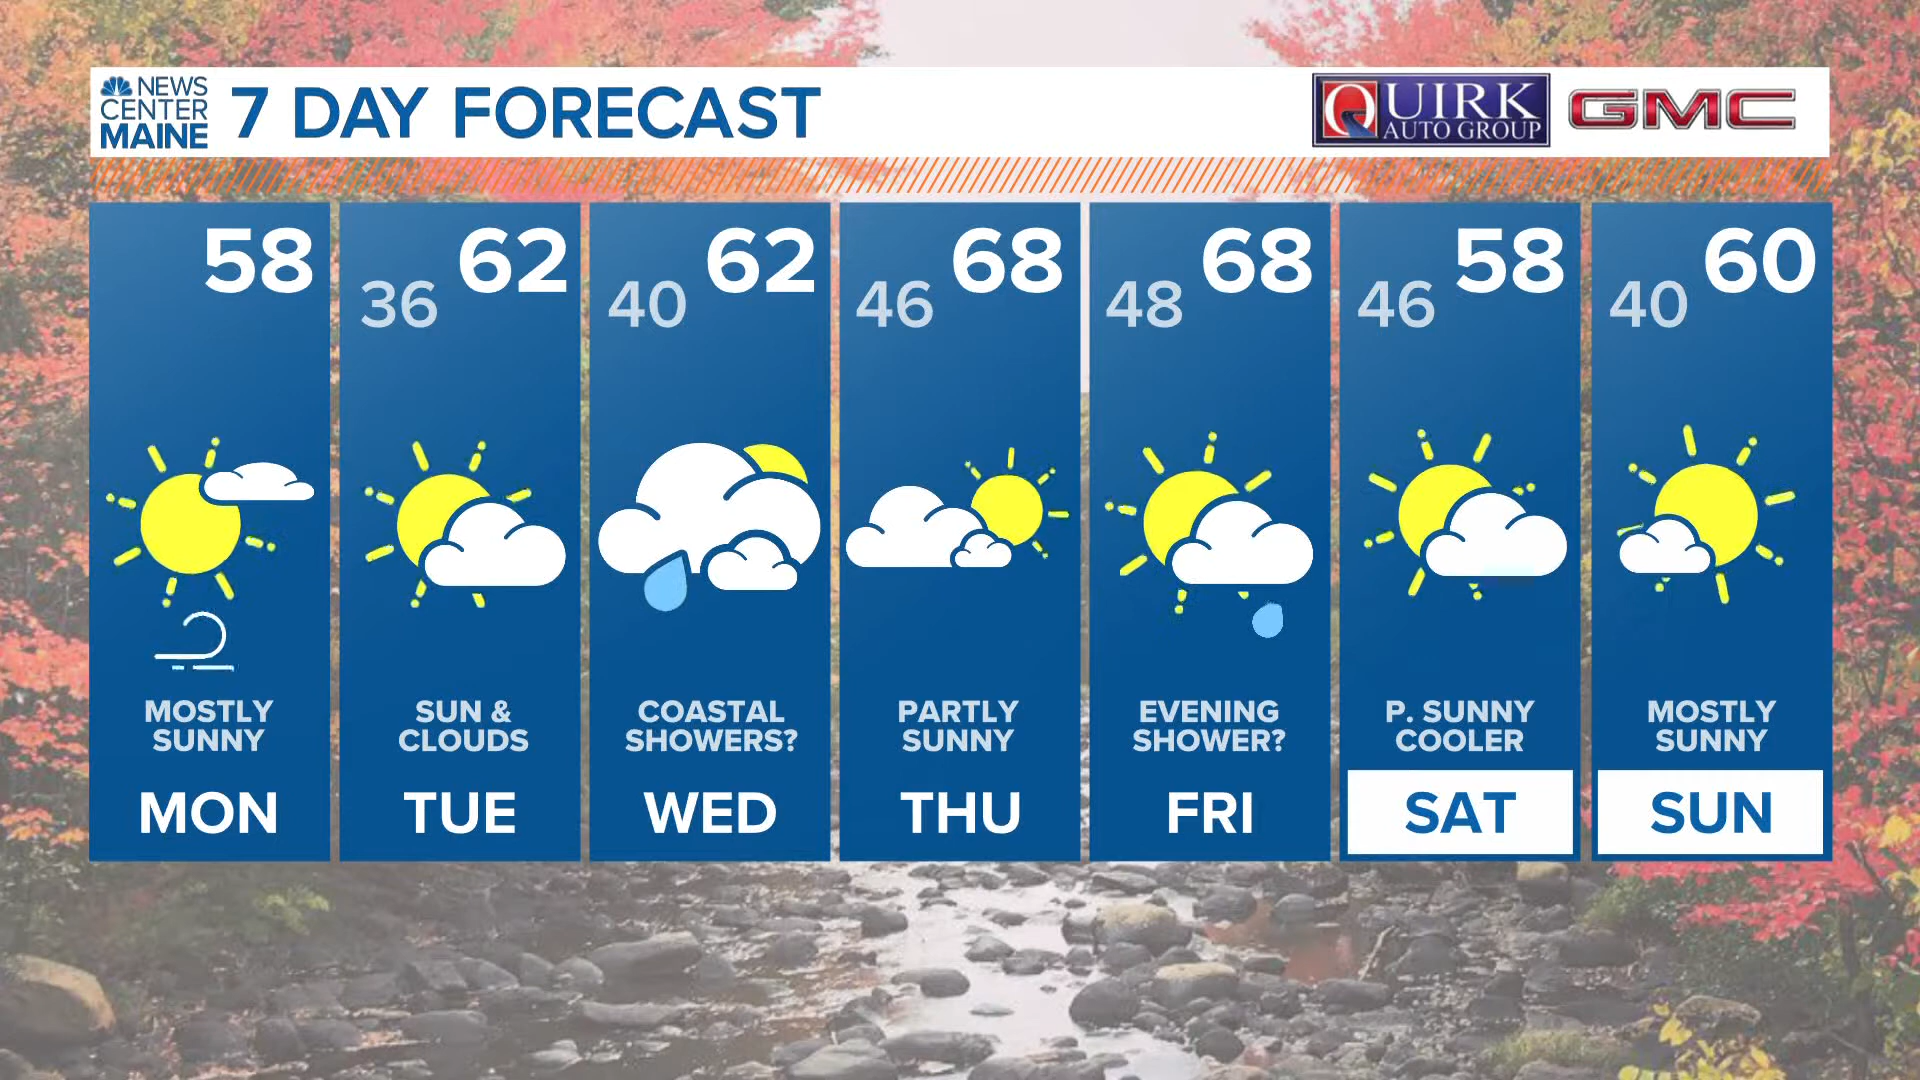 NEWS
CENTER
MAINE
7 DAY FORECAST
QUIRK
AUTO GROUP
GMC
58
36 62
40 62
46 68
48 68
46 58
40 60
MOSTLY
SUNNY
SUN &
CLOUDS
COASTAL
SHOWERS?
PARTLY
SUNNY
EVENING
SHOWER?
P. SUNNY
COOLER
MOSTLY
SUNNY
MON
TUE
WED
THU
FRI
SAT
SUN